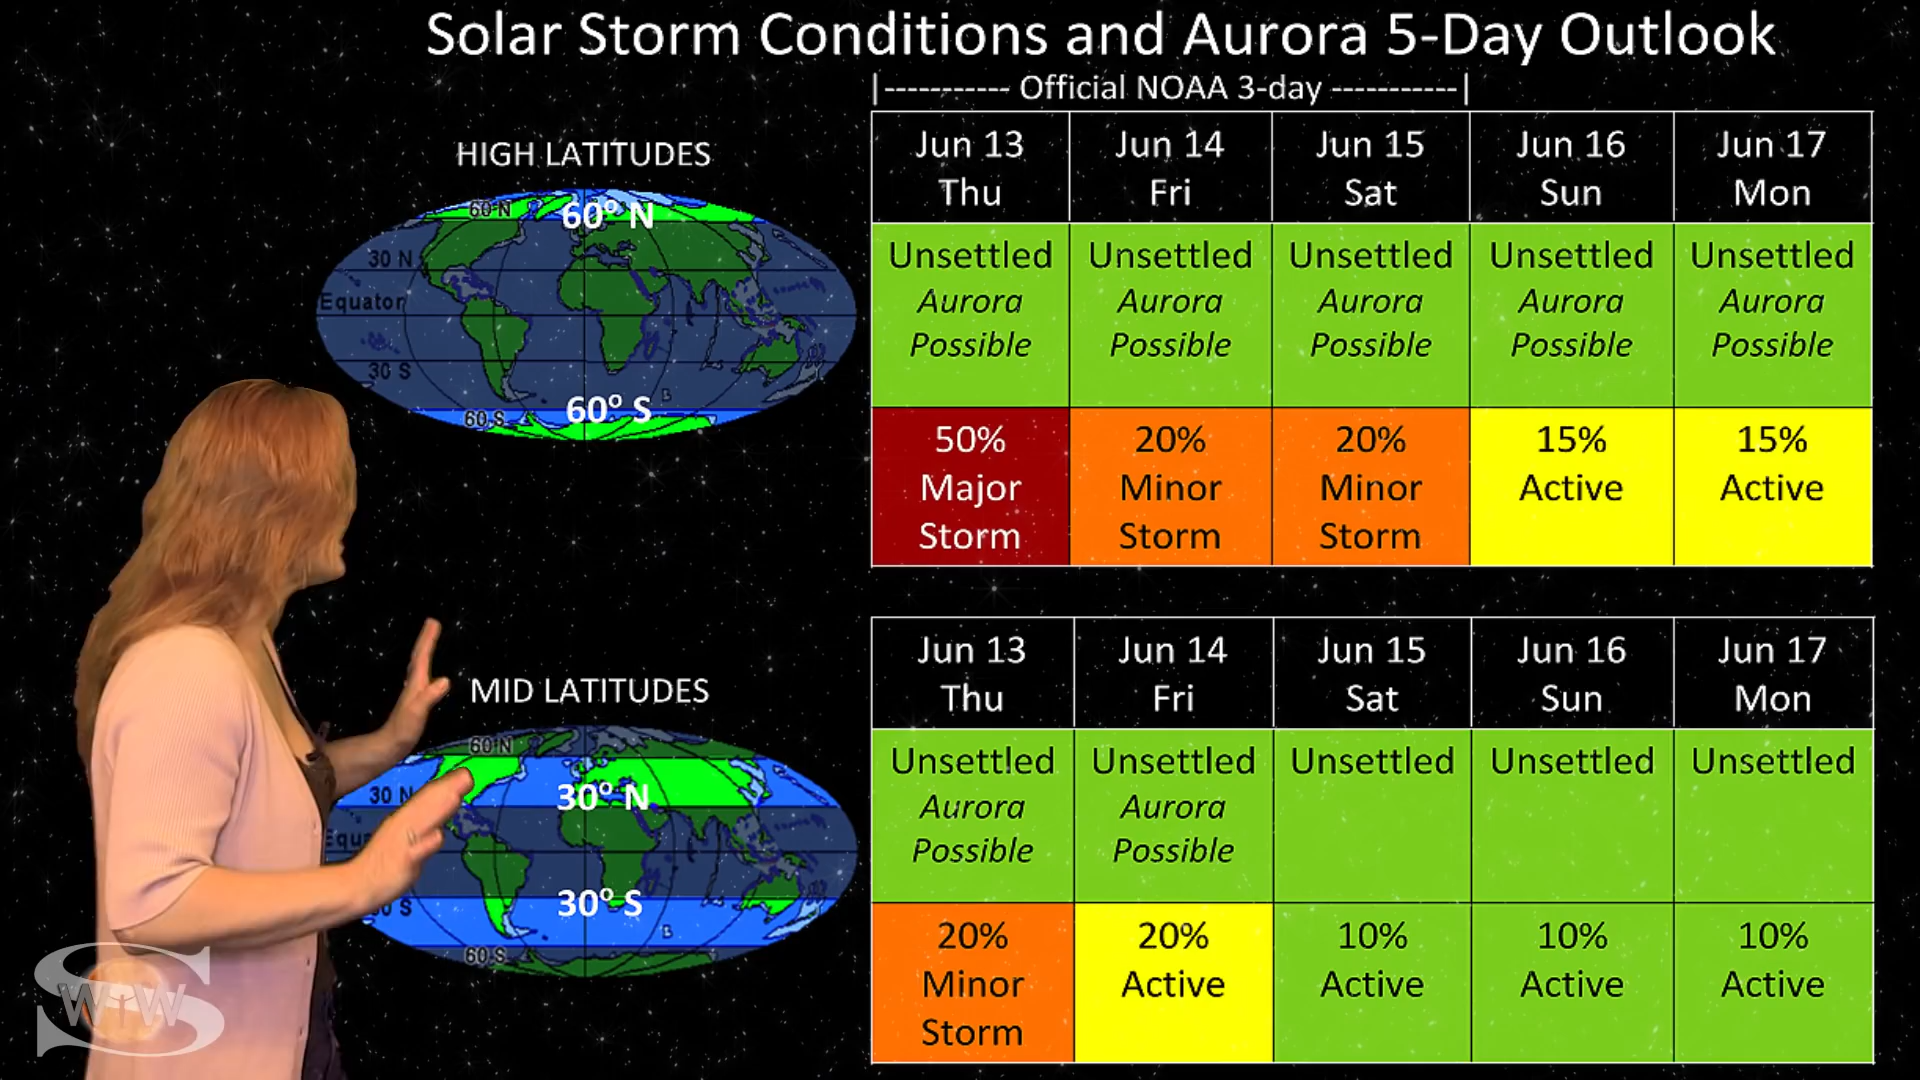 Solar Storm Conditions and Aurora 5-Day Outlook
|----------- Official NOAA 3-day -----------|
HIGH LATITUDES
60 N
60° N
30 N
Equator
30 S
60 S
60° S
Jun 13 Jun 14 Jun 15 Jun 16 Jun 17
Thu Fri Sat Sun Mon
Unsettled Unsettled Unsettled Unsettled Unsettled
Aurora Aurora Aurora Aurora Aurora
Possible Possible Possible Possible Possible
50% 20% 20% 15% 15%
Major Minor Minor Active Active
Storm Storm Storm
MID LATITUDES
60 N
30 N
30° N
Equ
30° S
S
60 S
Jun 13 Jun 14 Jun 15 Jun 16 Jun 17
Thu Fri Sat Sun Mon
Unsettled Unsettled Unsettled Unsettled Unsettled
Aurora Aurora
Possible Possible
20% 20% 10% 10% 10%
Minor Active Active Active Active
Storm
S
WTW